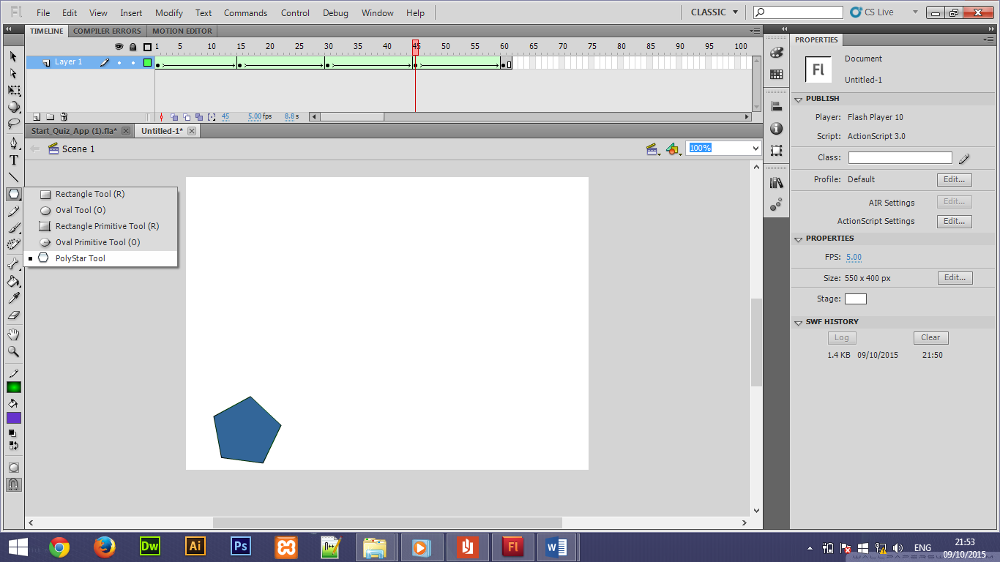 Fl File Edit View Insert Modify Text Commands Control Debug Window Help CLASSIC CS Live
TIMELINE COMPILER ERRORS MOTION EDITOR
1 5 10 15 20 25 30 35 40 45 50 55 60 65 70 75 80 85 90 95 100
Layer 1
45 5.00 fps 8.8 s
Start_Quiz_App (1).fla* Untitled-1*
Scene 1 100%
T
Rectangle Tool (R)
Oval Tool (O)
Rectangle Primitive Tool (R)
Oval Primitive Tool (O)
PolyStar Tool
PROPERTIES
Fl
Document
Untitled-1
PUBLISH
Player: Flash Player 10
Script: ActionScript 3.0
Class:
Profile: Default Edit...
AIR Settings Edit...
ActionScript Settings Edit...
PROPERTIES
FPS: 5.00
Size: 550 x 400 px Edit...
Stage:
SWF HISTORY
Log Clear
1.4 KB 09/10/2015 21:50
Dw Ai Ps Fl W ENG 21:53
09/10/2015